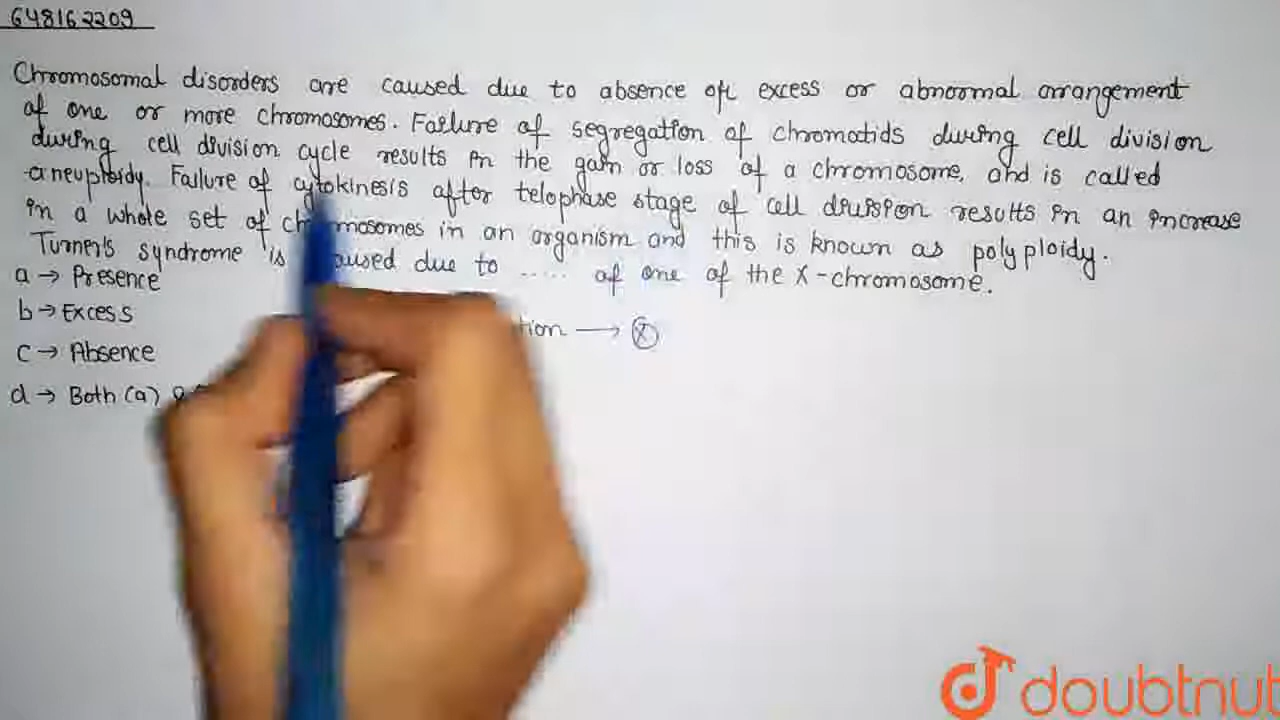 648162209
Chromosomal disorders are caused due to absence or excess or abnormal arrangement
of one or more chromosomes. Failure of segregation of chromatids during cell division
during cell division cycle results in the gain or loss of a chromosome, and is called
aneuploidy. Failure of cytokinesis after telophase stage of cell division results in an increase
in a whole set of chromosomes in an organism and this is known as polyploidy.
Turner's syndrome is caused due to ...... of one of the X-chromosome.
a → Presence
b → Excess
tion → X
c → Absence
d → Both (a)
doubtnut